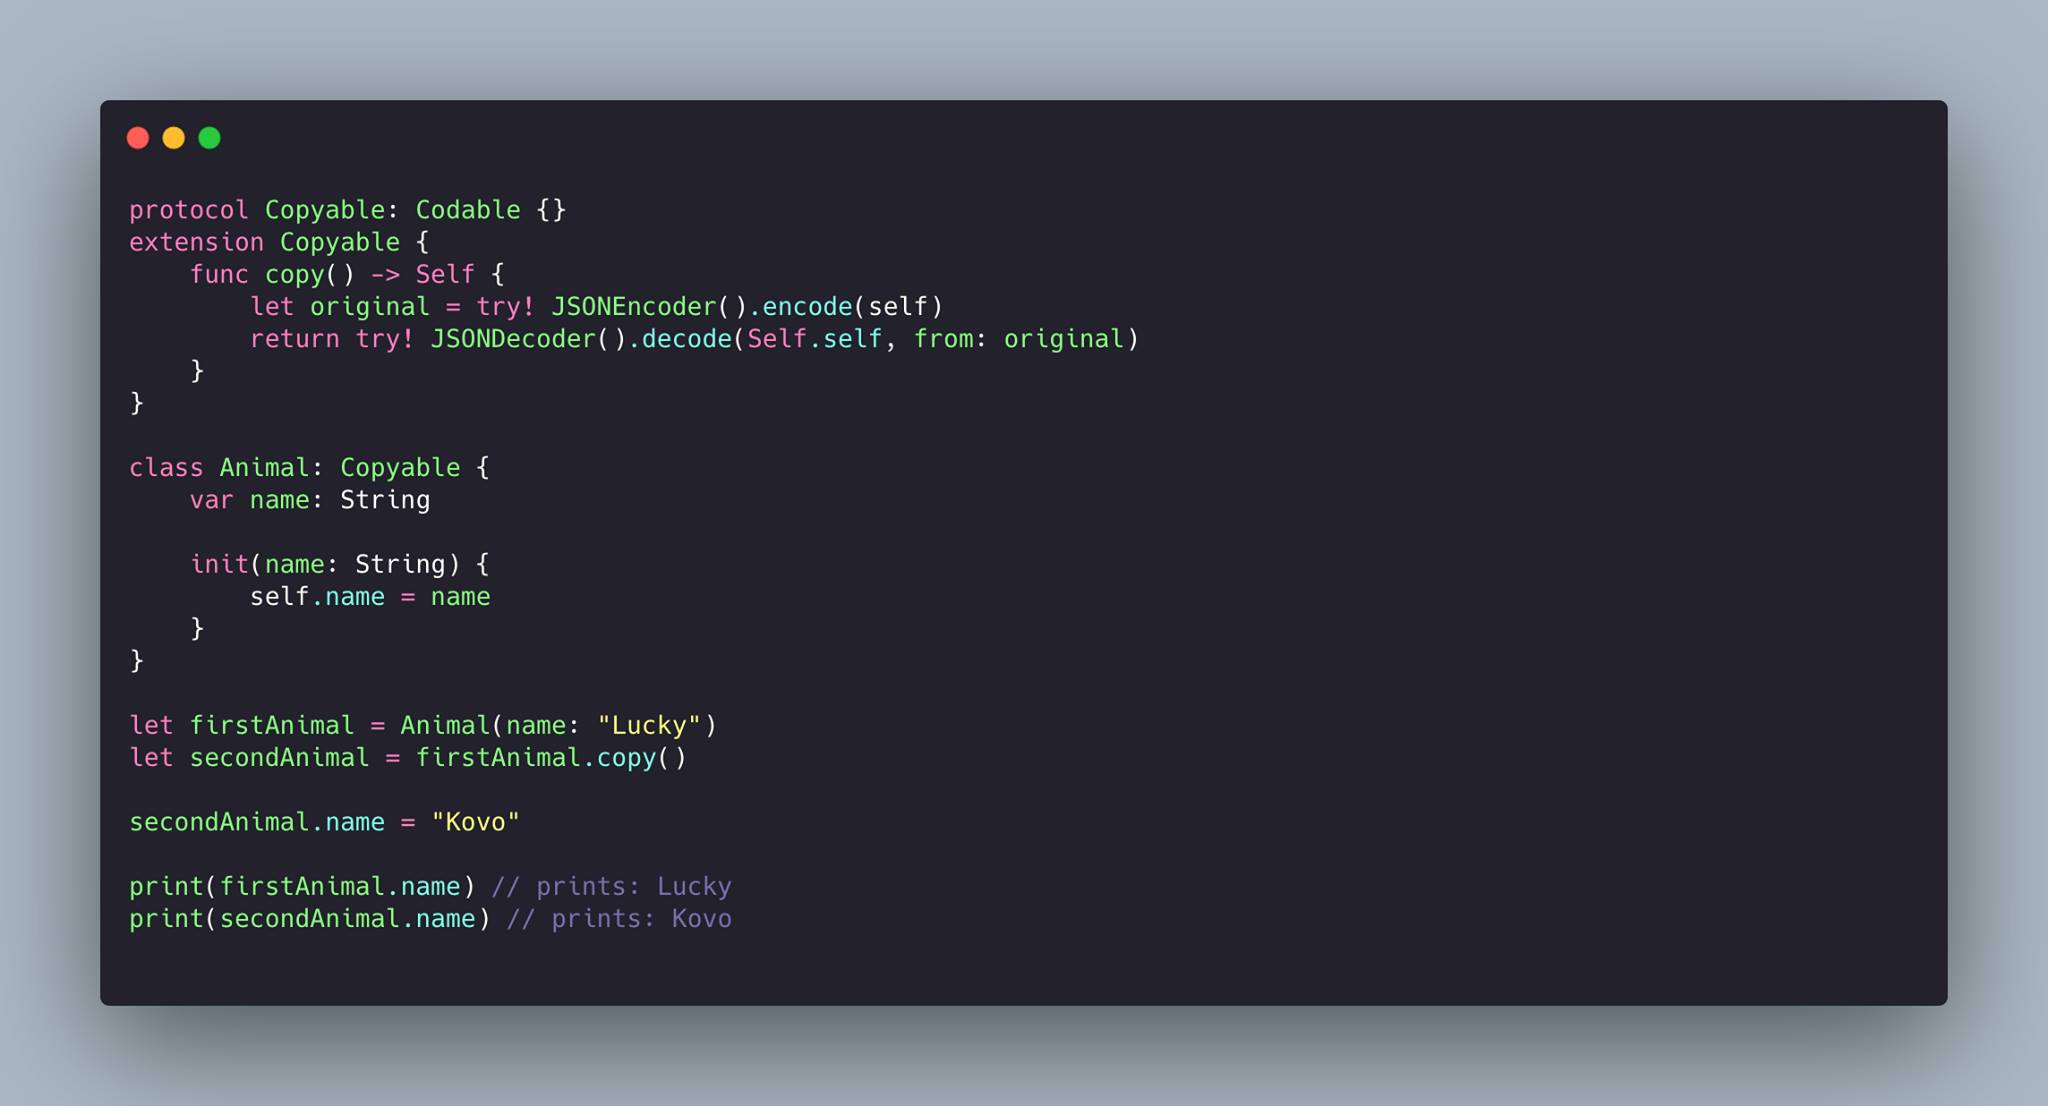 protocol Copyable: Codable {}
extension Copyable {
    func copy() -> Self {
        let original = try! JSONEncoder().encode(self)
        return try! JSONDecoder().decode(Self.self, from: original)
    }
}

class Animal: Copyable {
    var name: String

    init(name: String) {
        self.name = name
    }
}

let firstAnimal = Animal(name: "Lucky")
let secondAnimal = firstAnimal.copy()

secondAnimal.name = "Kovo"

print(firstAnimal.name) // prints: Lucky
print(secondAnimal.name) // prints: Kovo